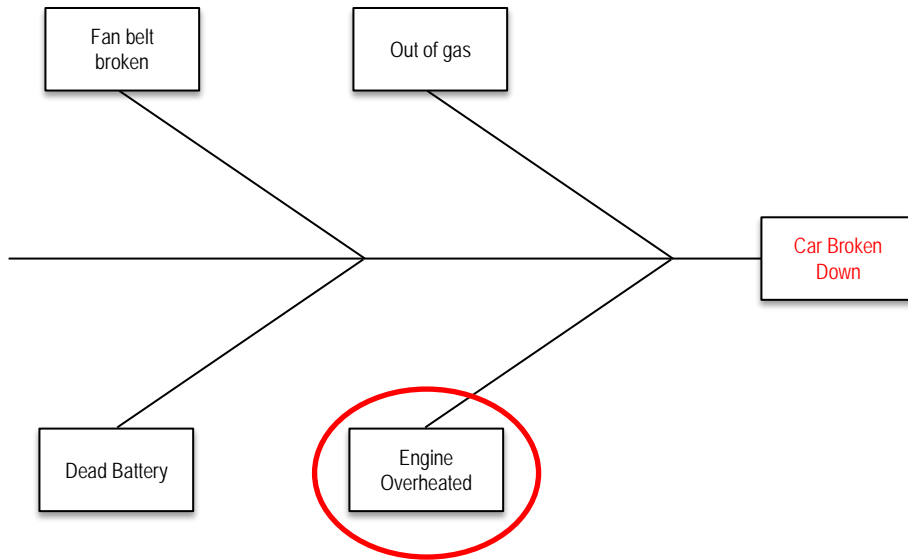 Fan belt
broken
Out of gas
Car Broken
Down
Dead Battery
Engine
Overheated